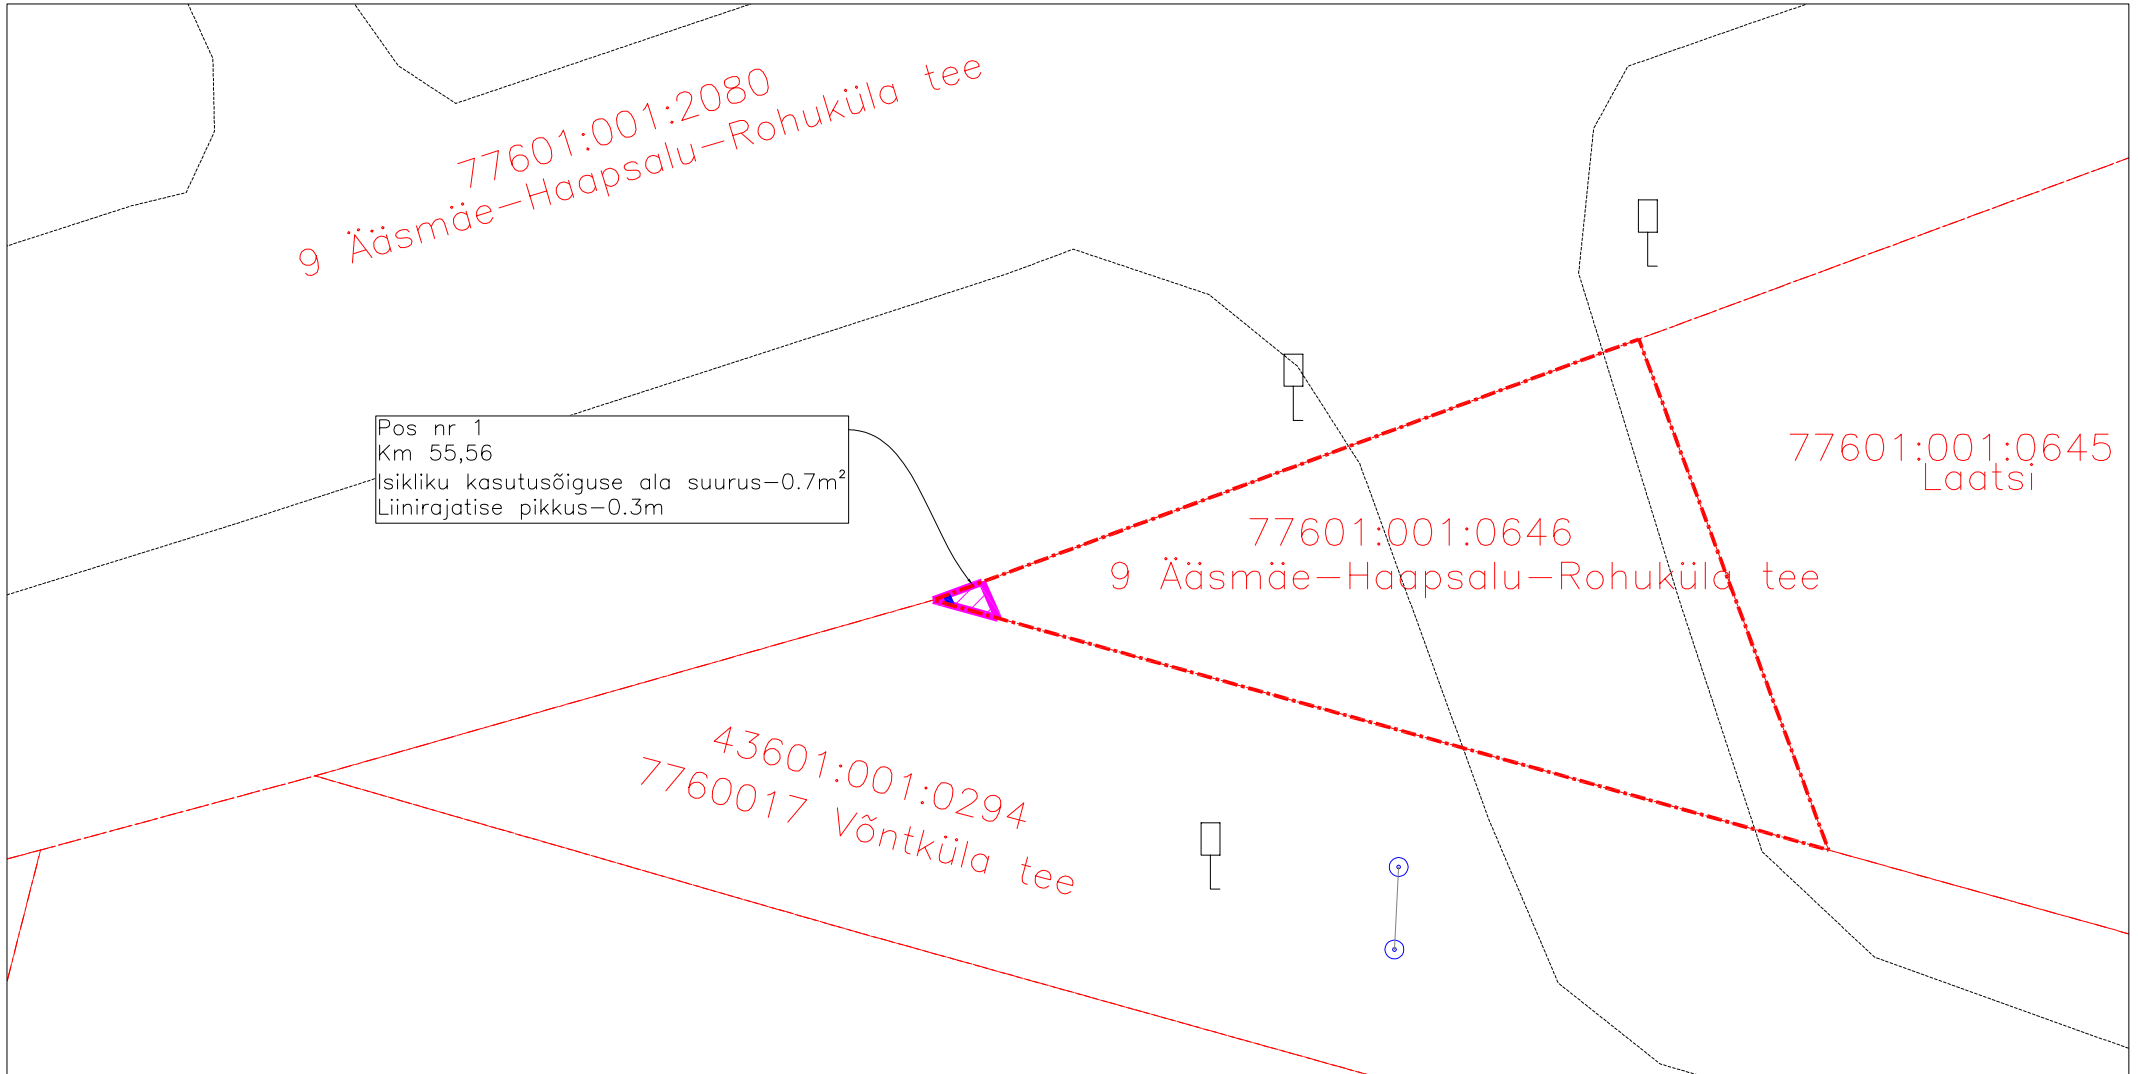 77601:001:2080
9 Ääsmäe-Haapsalu-Rohuküla tee
Pos nr 1
Km 55,56
Isikliku kasutusõiguse ala suurus-0.7m²
Liinirajatise pikkus-0.3m
77601:001:0645
Laatsi
77601:001:0646
9 Ääsmäe-Haapsalu-Rohuküla tee
43601:001:0294
7760017 Võntküla tee